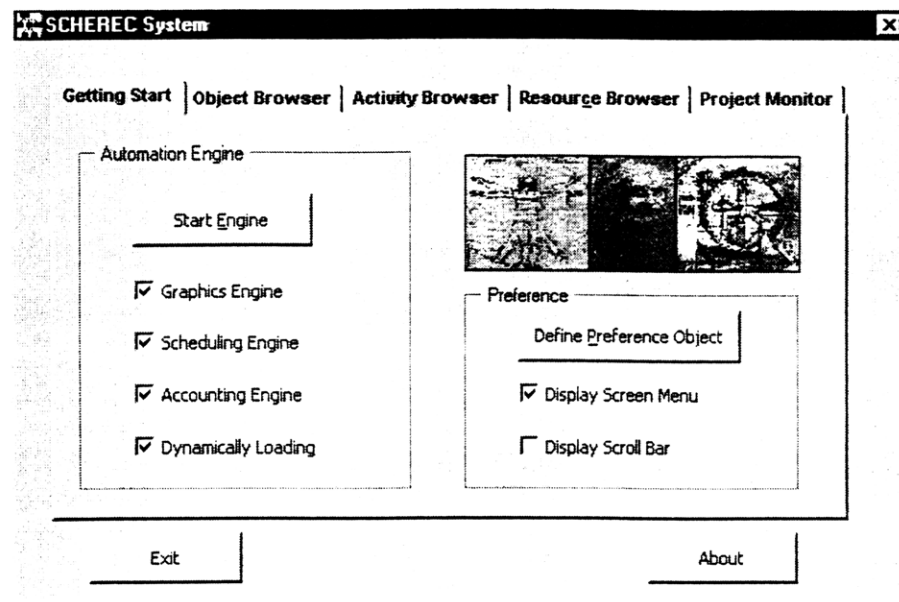 SCHEREC System
Getting Start
Object Browser
Activity Browser
Resource Browser
Project Monitor
Automation Engine
Start Engine
Graphics Engine
Scheduling Engine
Accounting Engine
Dynamically Loading
Preference
Define Preference Object
Display Screen Menu
Display Scroll Bar
Exit
About